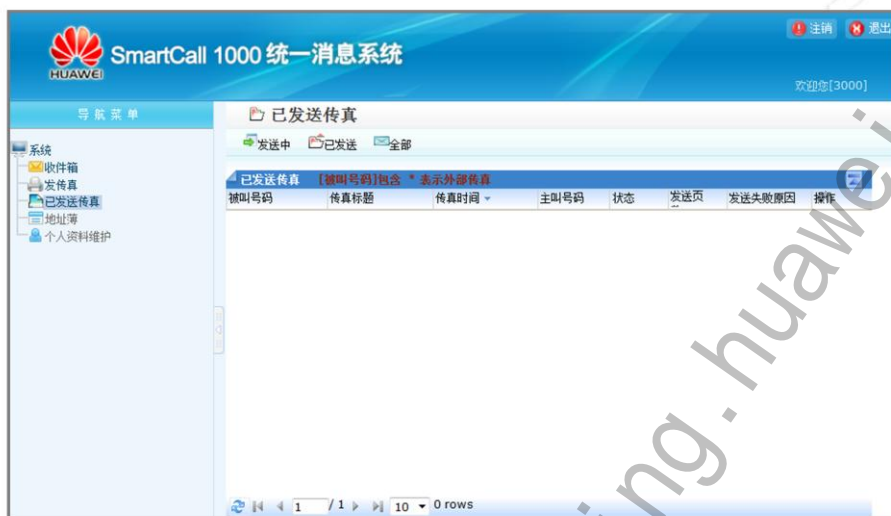 注销 退出
HUAWEI SmartCall 1000 统一消息系统
欢迎您[3000]
导航菜单
系统
收件箱
发传真
已发送传真
地址薄
个人资料维护
已发送传真
发送中 已发送 全部
已发送传真 [被叫号码]包含 * 表示外部传真
被叫号码 传真标题 传真时间 主叫号码 状态 发送页 发送失败原因 操作
1 / 1 10 0 rows
ing.huawei